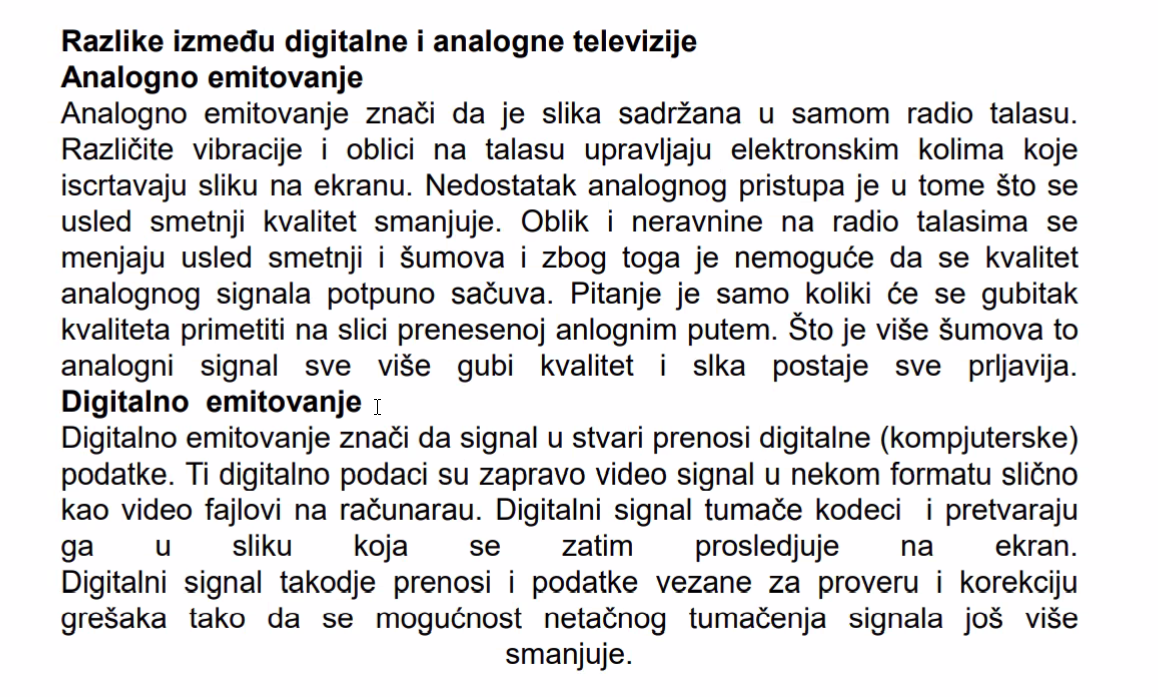 Razlike između digitalne i analogne televizije
Analogno emitovanje
Analogno emitovanje znači da je slika sadržana u samom radio talasu.
Različite vibracije i oblici na talasu upravljaju elektronskim kolima koje
iscrtavaju sliku na ekranu. Nedostatak analognog pristupa je u tome što se
usled smetnji kvalitet smanjuje. Oblik i neravnine na radio talasima se
menjaju usled smetnji i šumova i zbog toga je nemoguće da se kvalitet
analognog signala potpuno sačuva. Pitanje je samo koliki će se gubitak
kvaliteta primetiti na slici prenesenoj anlognim putem. Što je više šumova to
analogni signal sve više gubi kvalitet i slka postaje sve prljavija.
Digitalno emitovanje
Digitalno emitovanje znači da signal u stvari prenosi digitalne (kompjuterske)
podatke. Ti digitalno podaci su zapravo video signal u nekom formatu slično
kao video fajlovi na računarau. Digitalni signal tumače kodeci i pretvaraju
ga u sliku koja se zatim prosledjuje na ekran.
Digitalni signal takodje prenosi i podatke vezane za proveru i korekciju
grešaka tako da se mogućnost netačnog tumačenja signala još više
smanjuje.